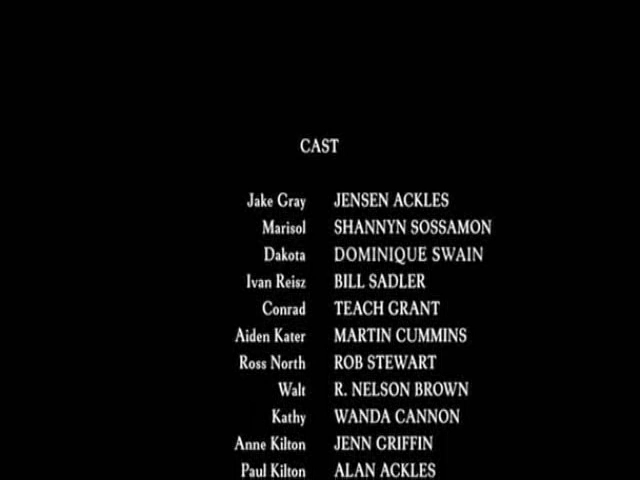 CAST
Jake Gray JENSEN ACKLES
Marisol SHANNYN SOSSAMON
Dakota DOMINIQUE SWAIN
Ivan Reisz BILL SADLER
Conrad TEACH GRANT
Aiden Kater MARTIN CUMMINS
Ross North ROB STEWART
Walt R. NELSON BROWN
Kathy WANDA CANNON
Anne Kilton JENN GRIFFIN
Paul Kilton ALAN ACKLES